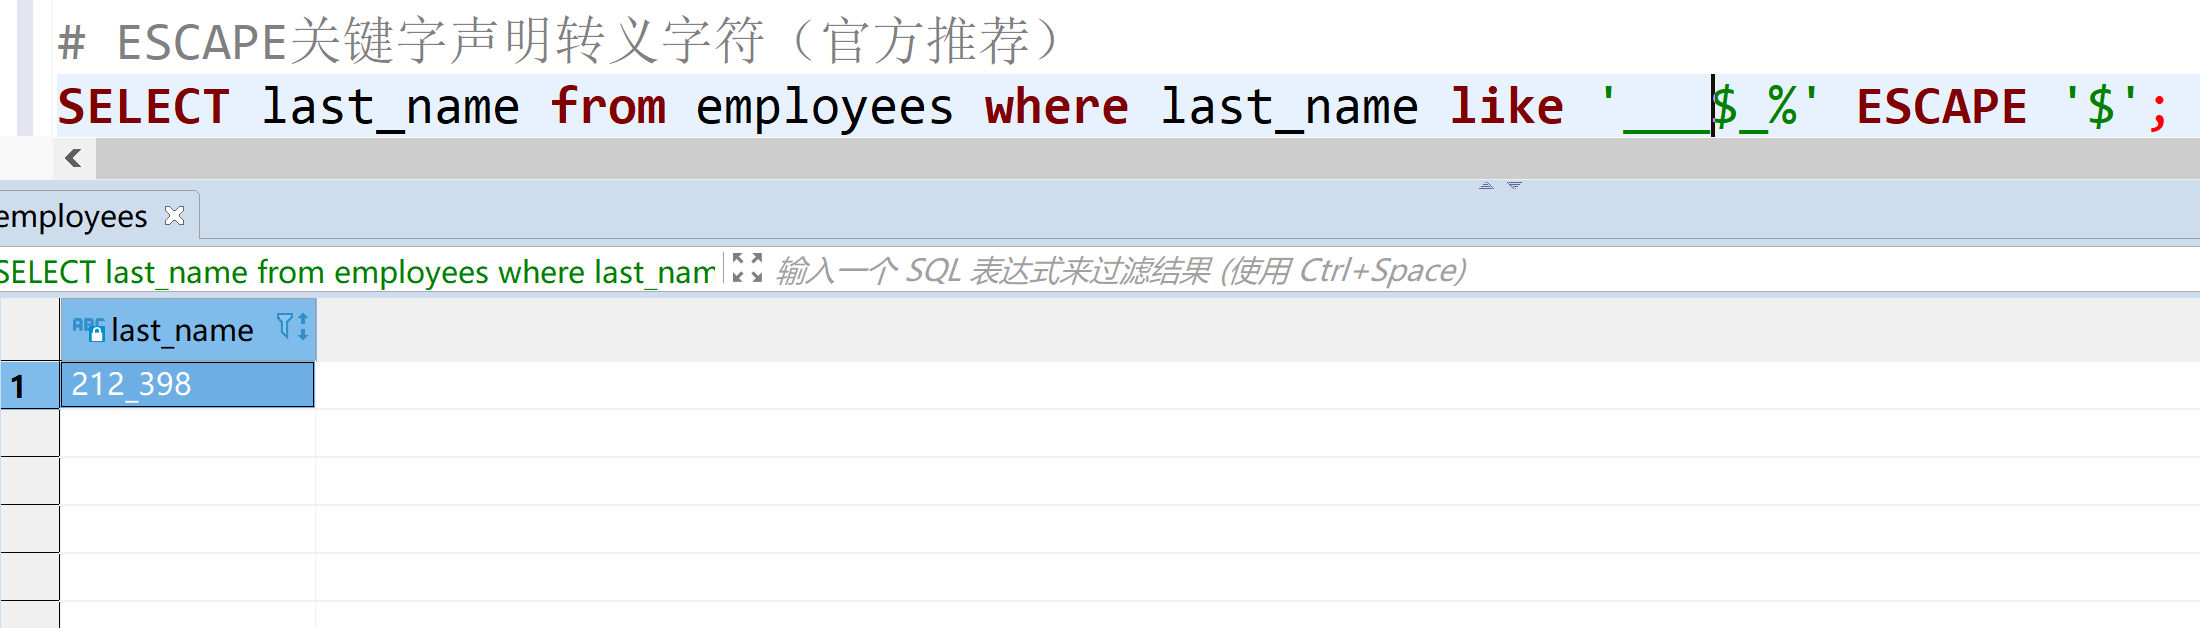 # ESCAPE关键字声明转义字符（官方推荐）
SELECT last_name from employees where last_name like '___$_%' ESCAPE '$';
employees
SELECT last_name from employees where last_nam
输入一个 SQL 表达式来过滤结果 (使用 Ctrl+Space)
ABC last_name
1 212_398